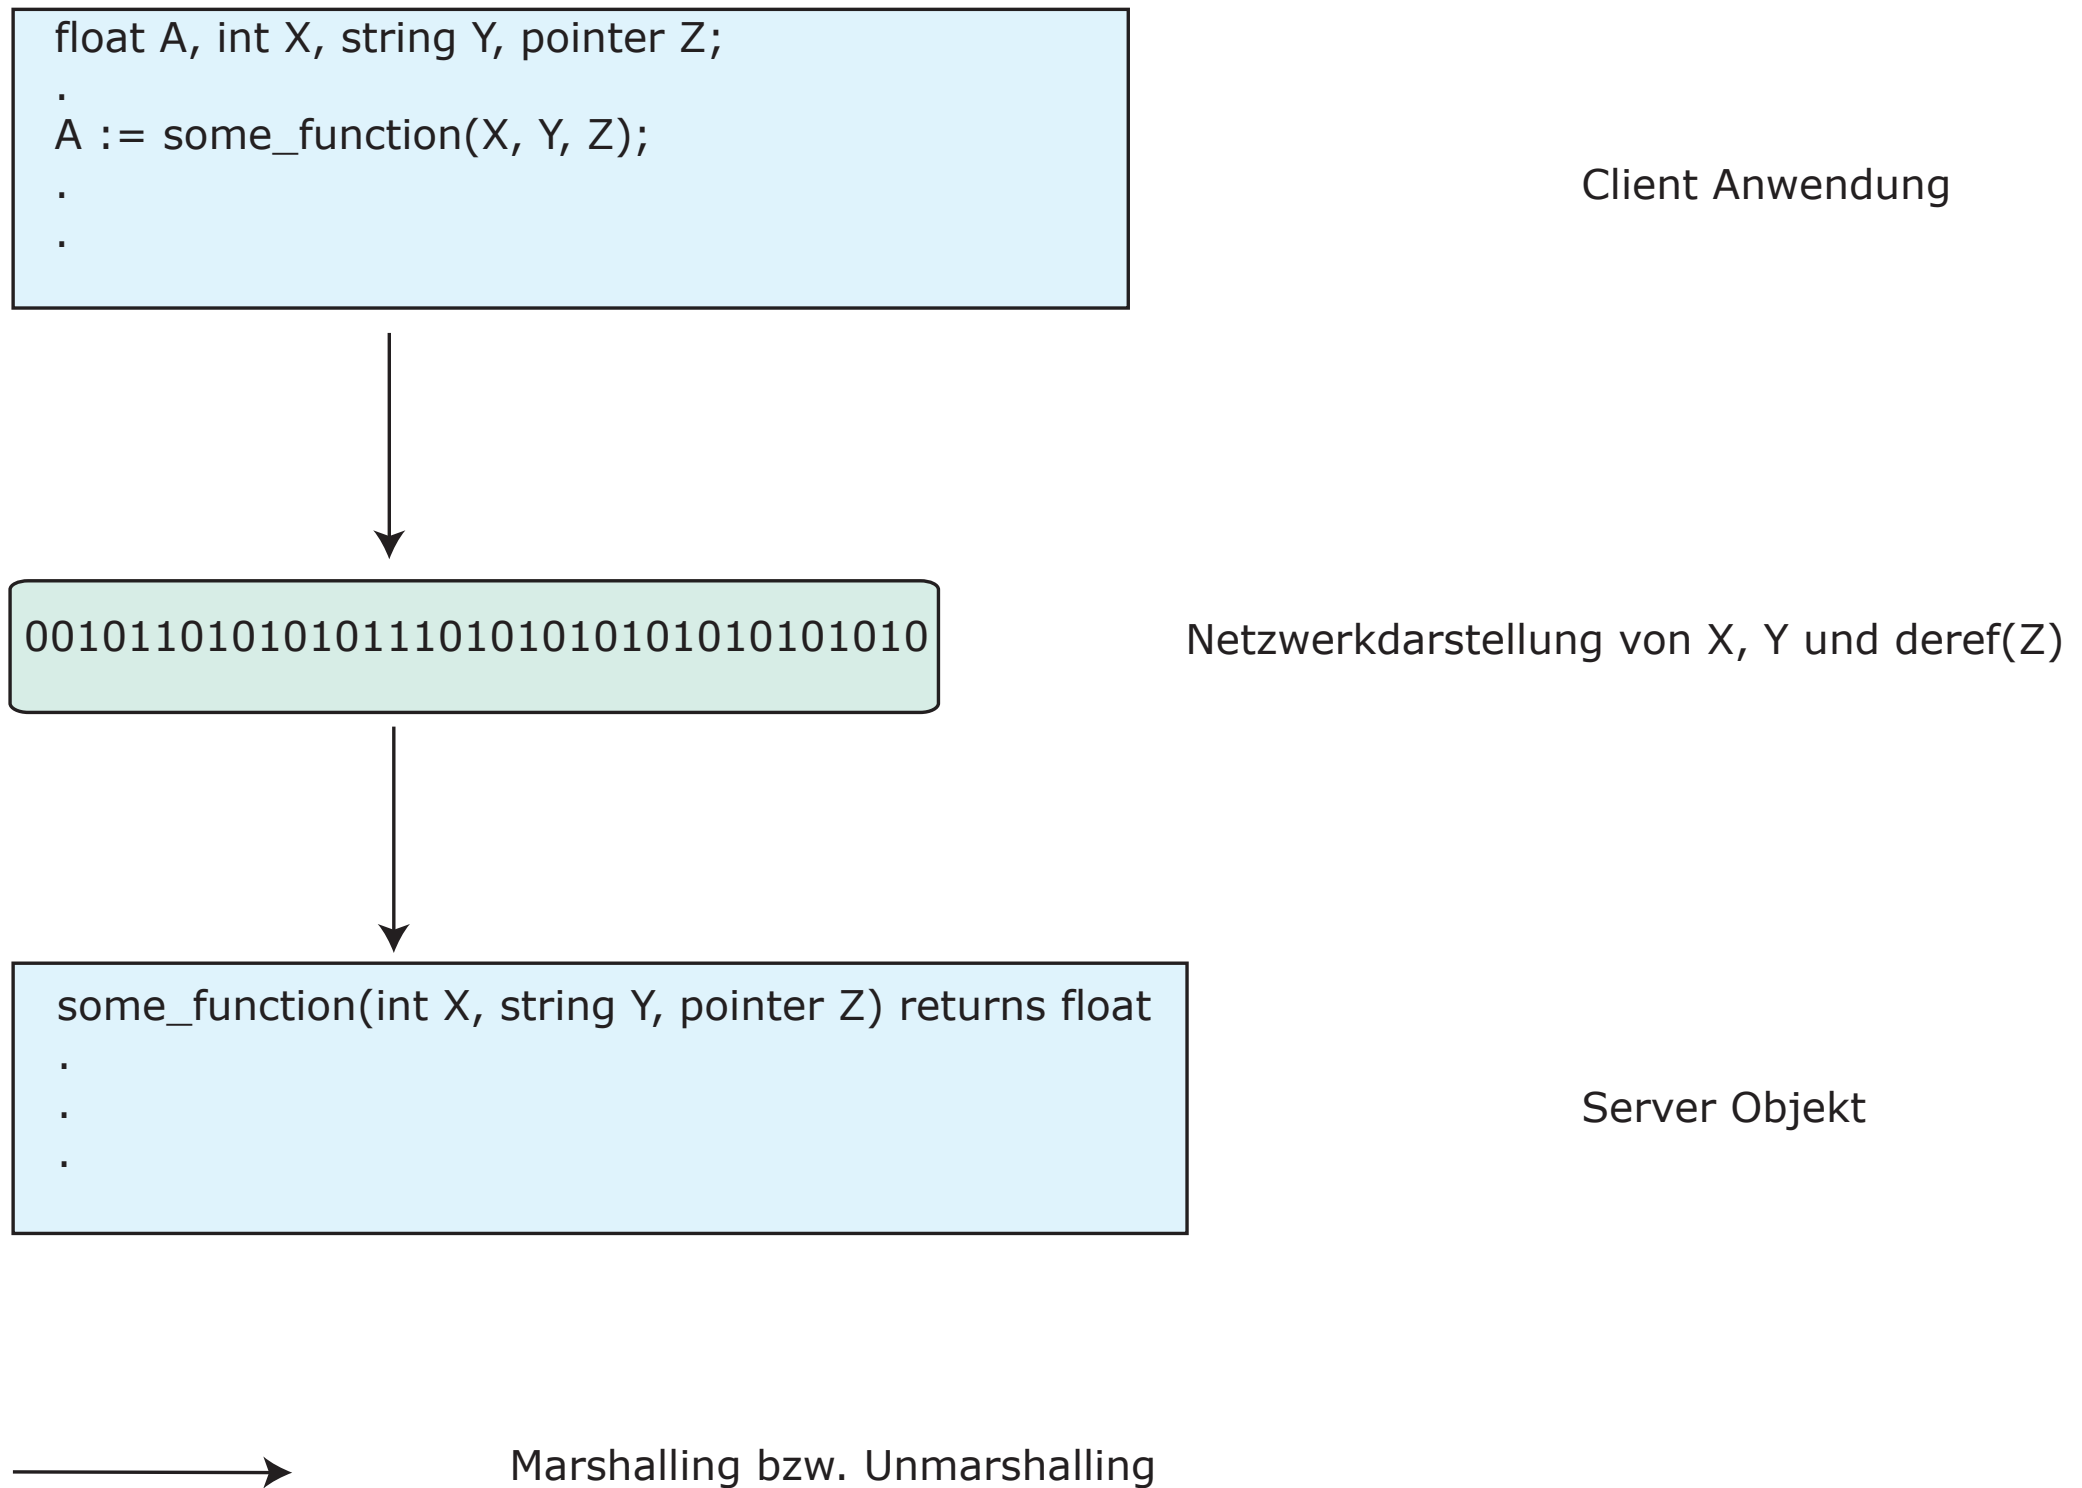 float A, int X, string Y, pointer Z;
.
A := some_function(X, Y, Z);
.
.
Client Anwendung
00101101010101110101010101010101010
Netzwerkdarstellung von X, Y und deref(Z)
some_function(int X, string Y, pointer Z) returns float
.
.
.
Server Objekt
Marshalling bzw. Unmarshalling